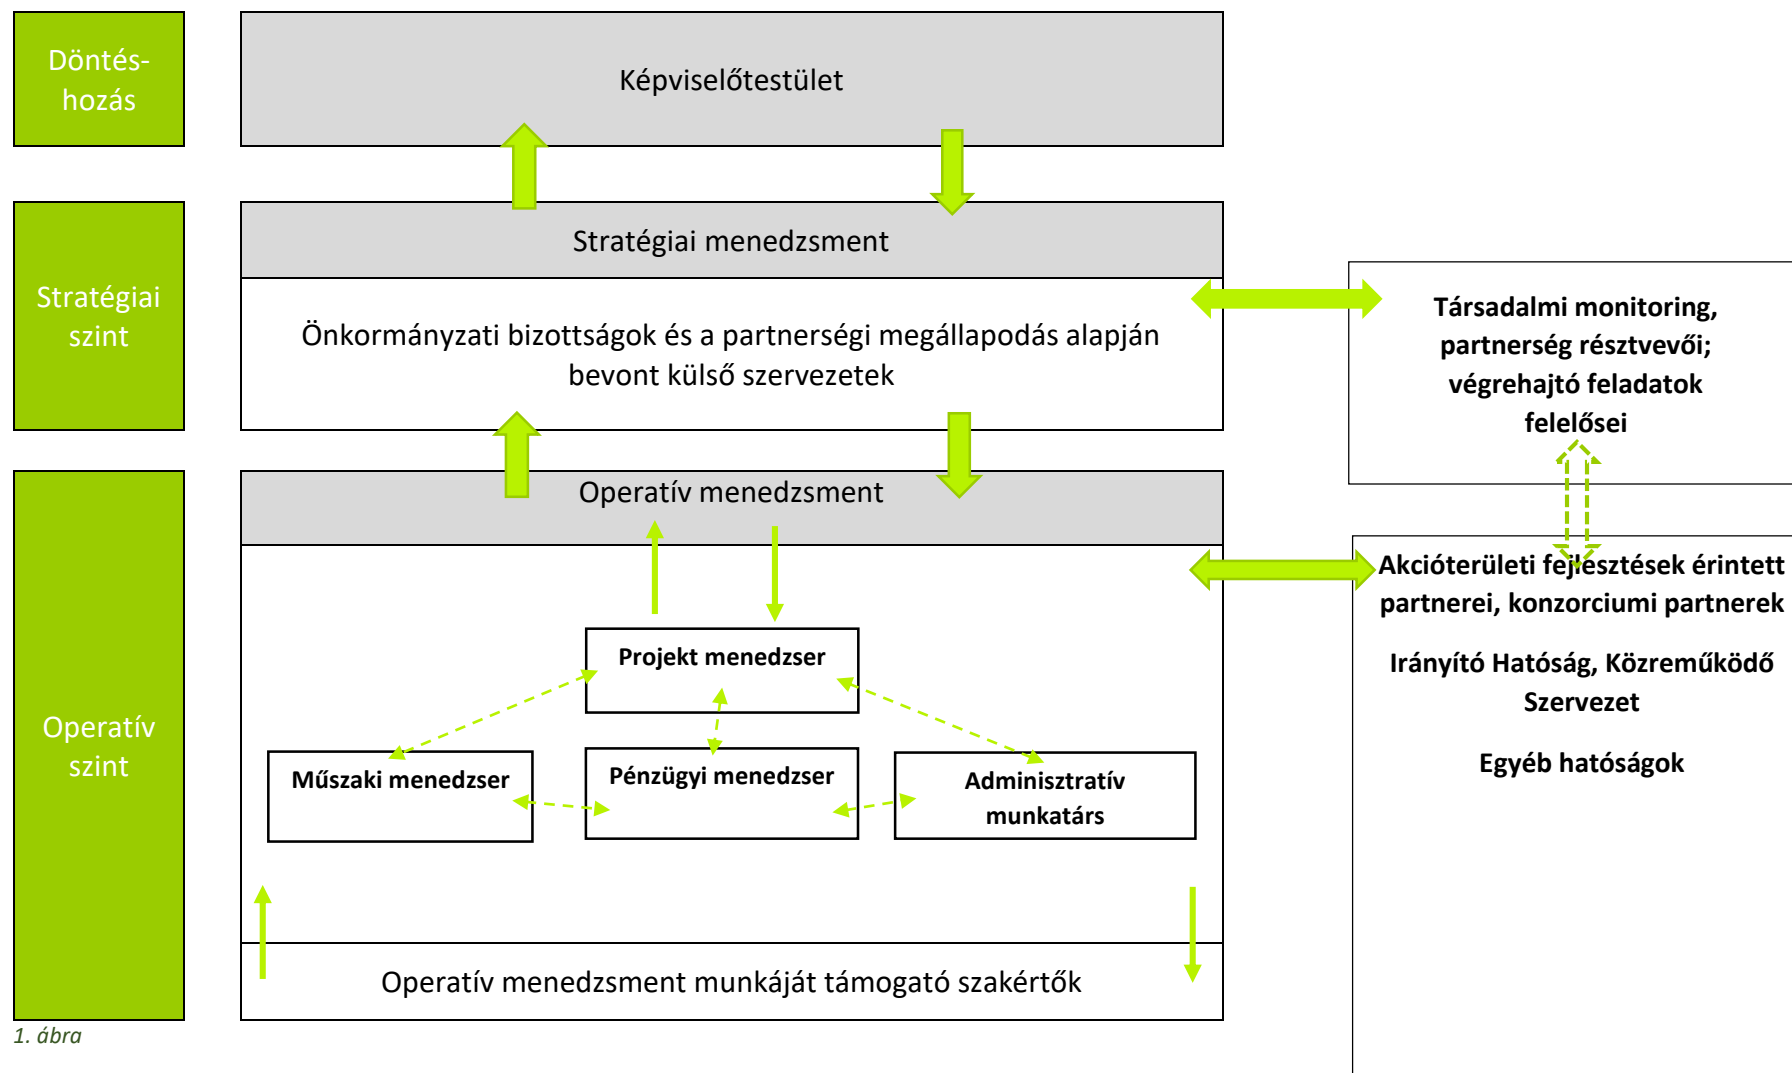 Döntés-
hozás
Képviselőtestület
Stratégiai
szint
Stratégiai menedzsment
Önkormányzati bizottságok és a partnerségi megállapodás alapján
bevont külső szervezetek
Társadalmi monitoring,
partnerség résztvevői;
végrehajtó feladatok
felelősei
Operatív
szint
Operatív menedzsment
Projekt menedzser
Műszaki menedzser
Pénzügyi menedzser
Adminisztratív
munkatárs
Operatív menedzsment munkáját támogató szakértők
Akcióterületi fejlesztések érintett
partnerei, konzorciumi partnerek
Irányító Hatóság, Közreműködő
Szervezet
Egyéb hatóságok
1. ábra